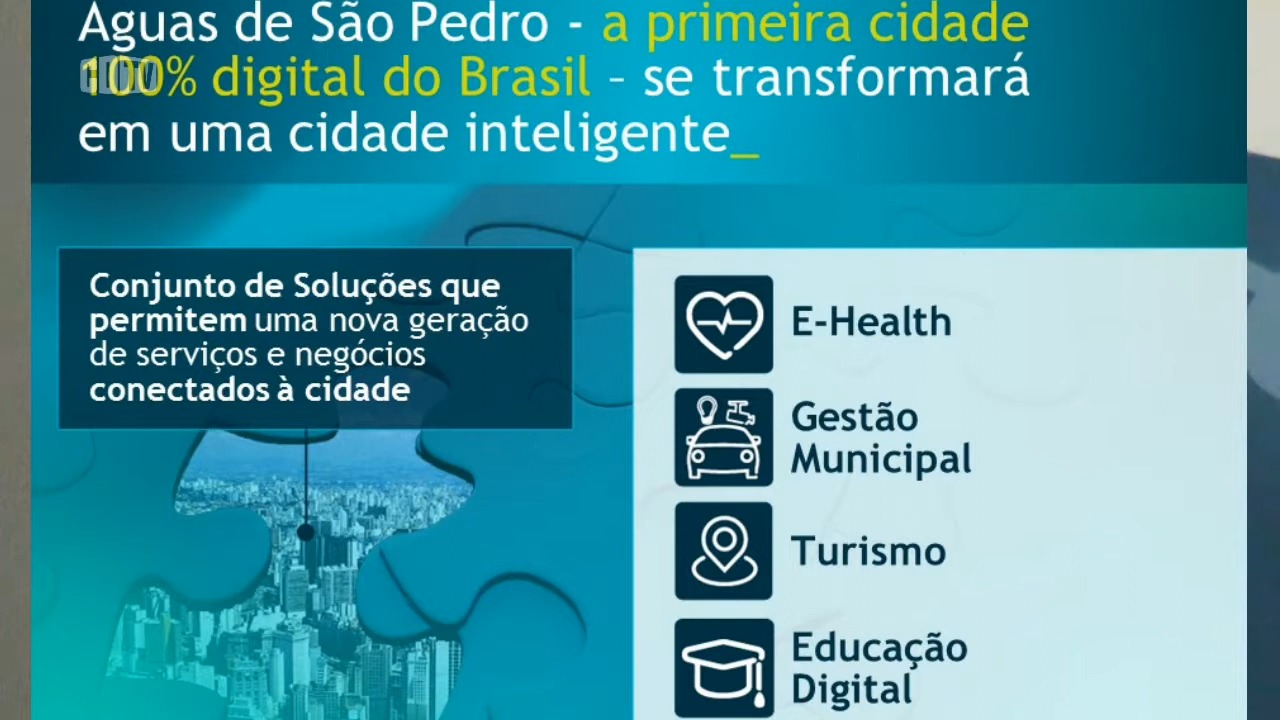 Águas de São Pedro - a primeira cidade
100% digital do Brasil – se transformará
em uma cidade inteligente_
Conjunto de Soluções que
permitem uma nova geração
de serviços e negócios
conectados à cidade
E-Health
Gestão
Municipal
Turismo
Educação
Digital